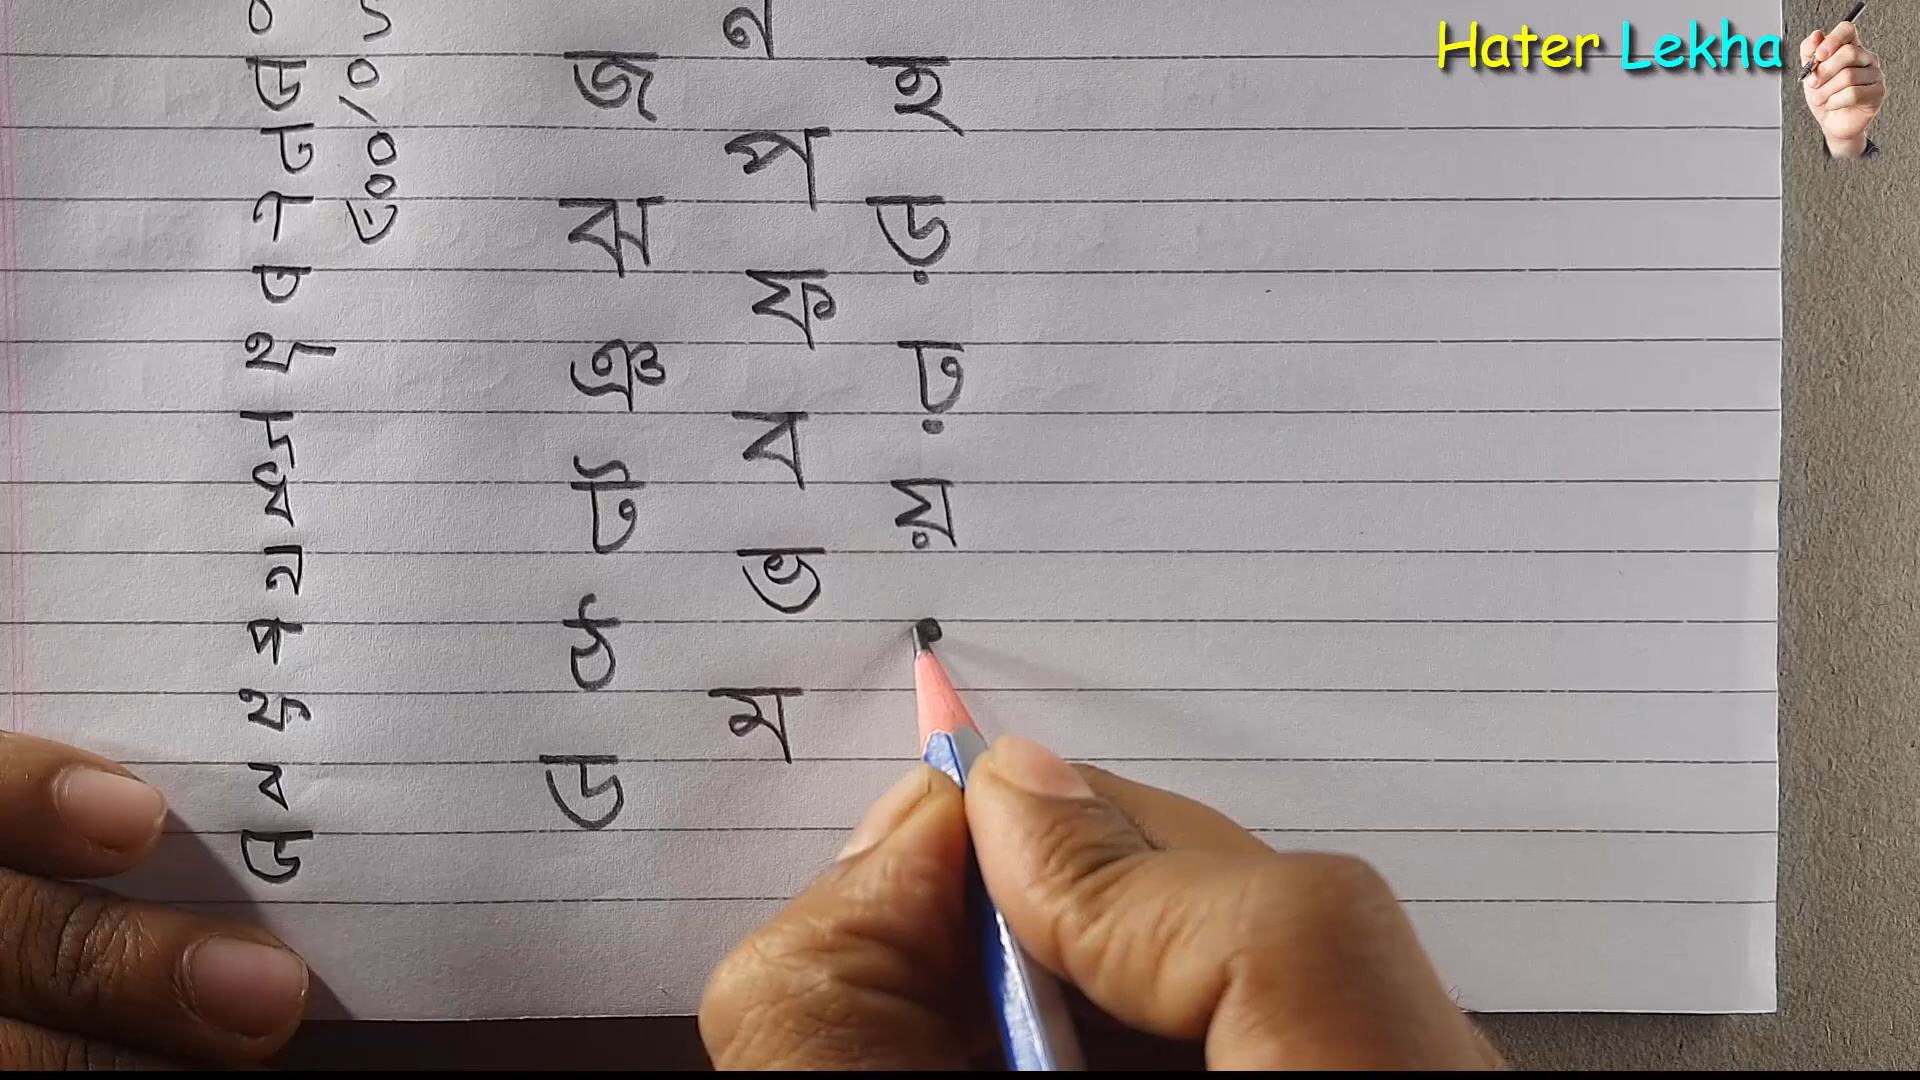 Hater Lekha
জ
ঝ
ঞ
ট
ঠ
ড
ন
প
ফ
ব
ভ
ম
হ
ড়
ঢ়
য়
ড
ঢ
ণ
ত
থ
দ
ধ
ন
প
ফ
ব
ভ